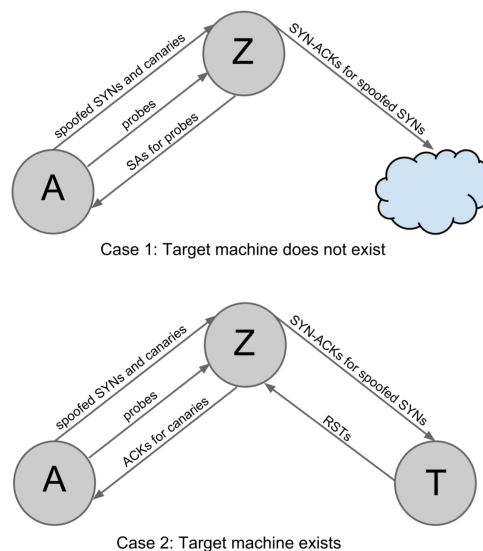 Z
spoofed SYNs and canaries
SYN-ACKs for spoofed SYNs
probes
SAs for probes
A
Case 1: Target machine does not exist
Z
spoofed SYNs and canaries
SYN-ACKs for spoofed SYNs
probes
ACKs for canaries
RSTs
A
T
Case 2: Target machine exists